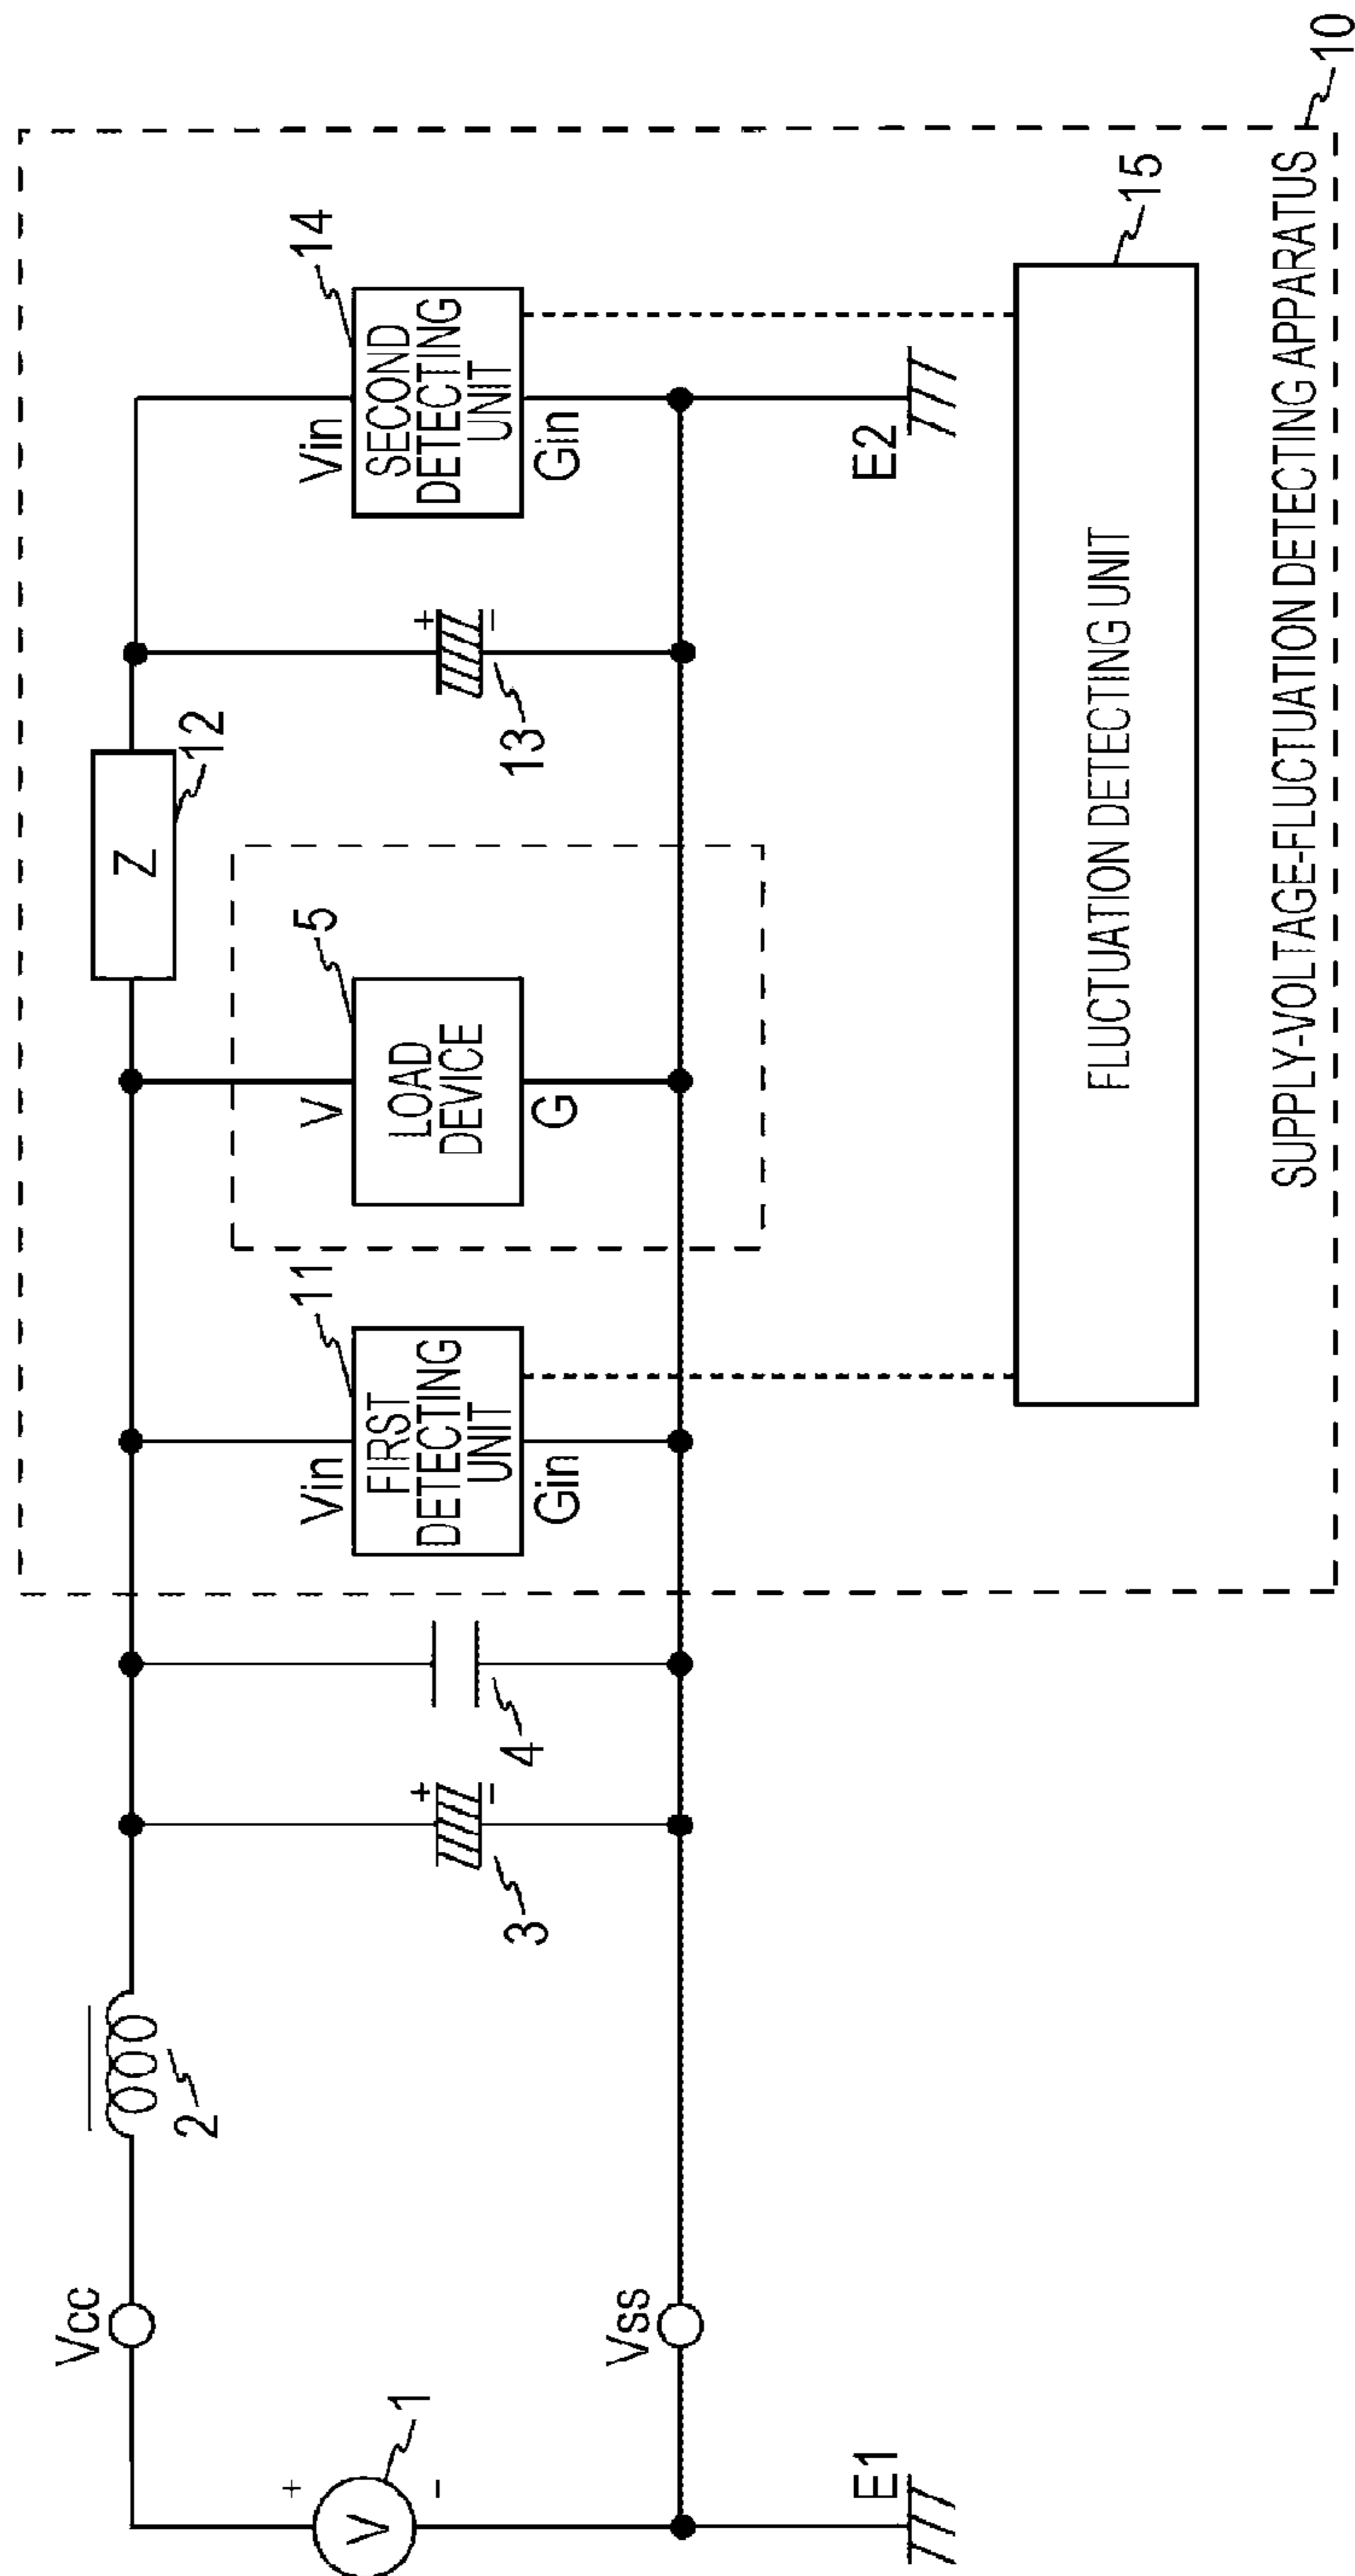 Vcc
2
1
+
V
-
Vss
E1
3
+
-
4
11
Vin
FIRST
DETECTING
UNIT
Gin
5
V
LOAD
DEVICE
G
Z
12
13
+
-
14
Vin
SECOND
DETECTING
UNIT
Gin
E2
15
FLUCTUATION DETECTING UNIT
SUPPLY-VOLTAGE-FLUCTUATION DETECTING APPARATUS
10